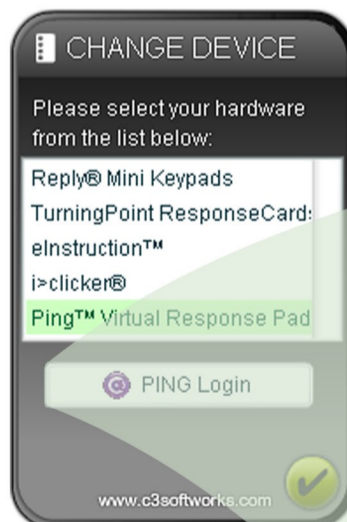 CHANGE DEVICE
Please select your hardware
from the list below:
Reply® Mini Keypads
TurningPoint ResponseCard
eInstruction™
i>clicker®
Ping™ Virtual Response Pad
@ PING Login
www.c3softworks.com